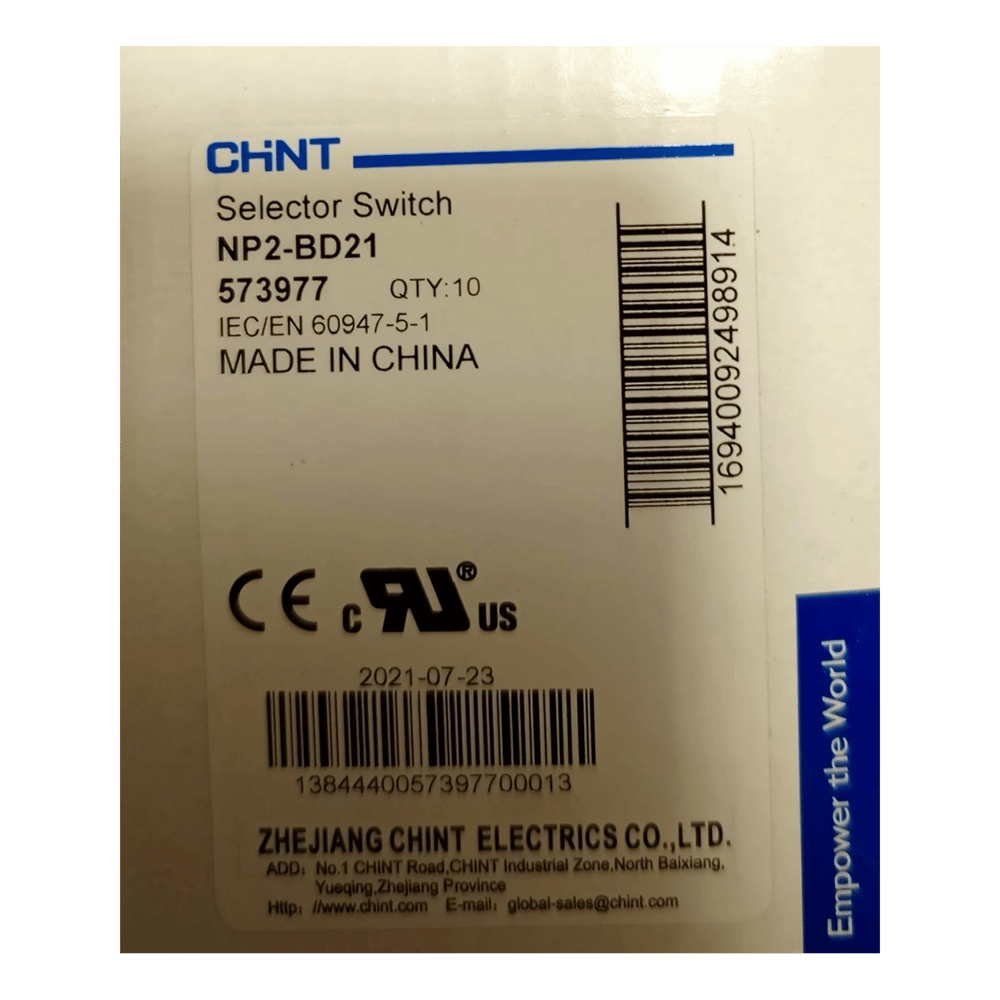 CHINT
Selector Switch
NP2-BD21
573977 QTY:10
IEC/EN 60947-5-1
MADE IN CHINA
16940092498914
CE c RU ® US
2021-07-23
1384440057397700013
ZHEJIANG CHINT ELECTRICS CO.,LTD.
ADD: No.1 CHINT Road,CHINT Industrial Zone,North Baixiang,
Yueqing,Zhejiang Province
Http: //www.chint.com E-mail: global-sales@chint.com
Empower the World